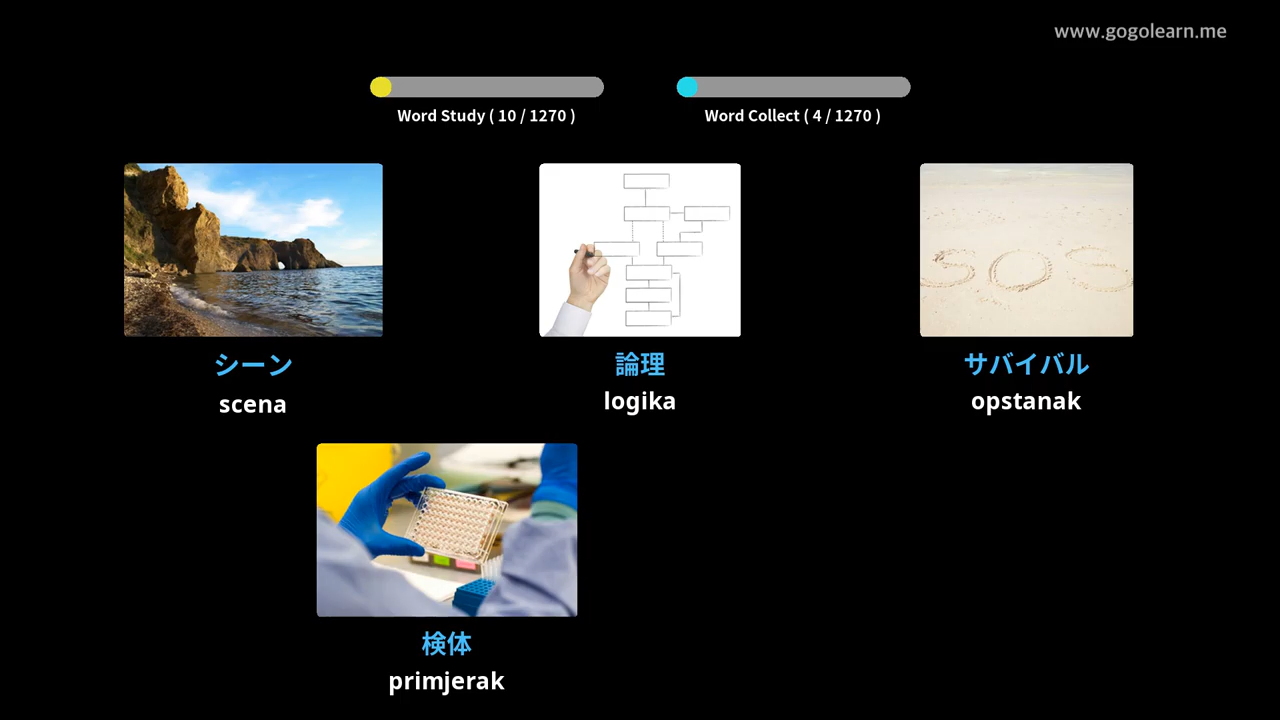 www.gogolearn.me
Word Study ( 10 / 1270 )
Word Collect ( 4 / 1270 )
SOS
シーン
scena
論理
logika
サバイバル
opstanak
検体
primjerak